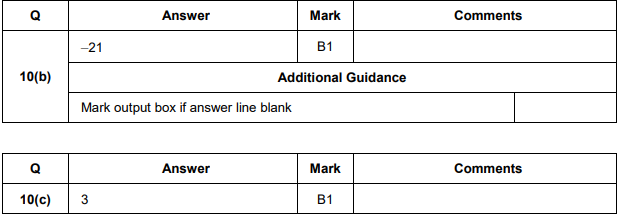 Q Answer Mark Comments
10(b) –21 B1
Additional Guidance
Mark output box if answer line blank
Q Answer Mark Comments
10(c) 3 B1